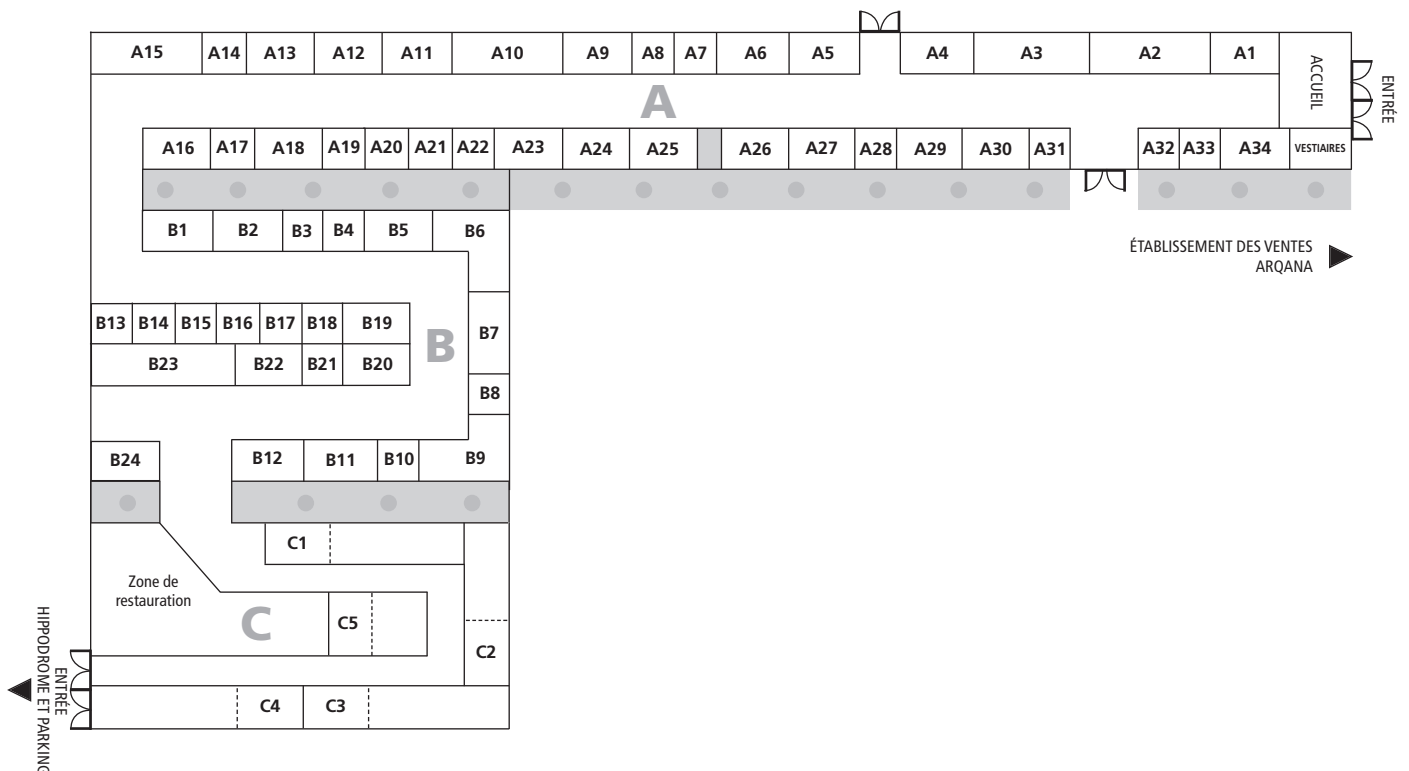 A15 A14 A13 A12 A11 A10 A9 A8 A7 A6 A5 A4 A3 A2 A1
ACCUEIL
ENTRÉE
A
A16 A17 A18 A19 A20 A21 A22 A23 A24 A25 A26 A27 A28 A29 A30 A31 A32 A33 A34 VESTIAIRES
B1 B2 B3 B4 B5 B6
ÉTABLISSEMENT DES VENTES
ARQANA
B13 B14 B15 B16 B17 B18 B19
B
B7
B23 B22 B21 B20
B8
B24 B12 B11 B10 B9
C1
Zone de
restauration
C
C5
C2
C4 C3
ENTRÉE
HIPPODROME ET PARKING